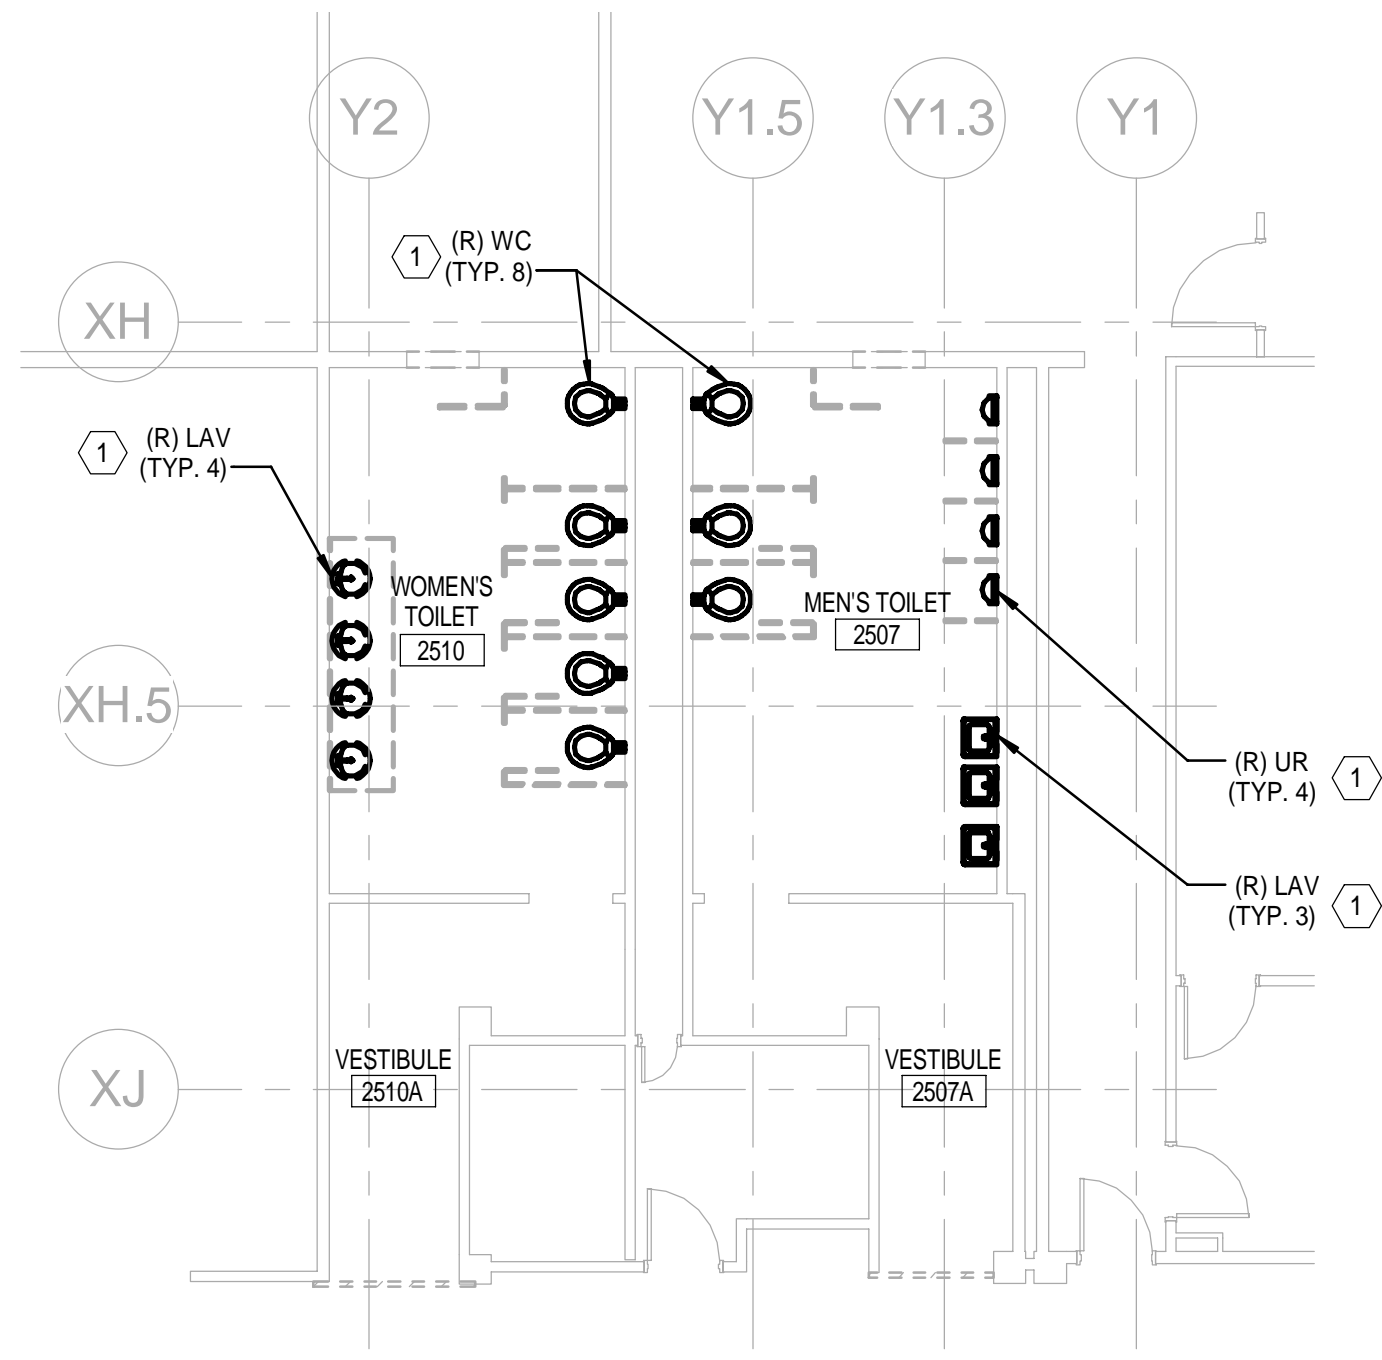 Y2
Y1.5
Y1.3
Y1
(R) WC
1
(TYP. 8)
XH
(R) LAV
1
(TYP. 4)
WOMEN'S
TOILET
2510
MEN'S TOILET
2507
XH.5
(R) UR
1
(TYP. 4)
(R) LAV
1
(TYP. 3)
VESTIBULE
2510A
VESTIBULE
2507A
XJ